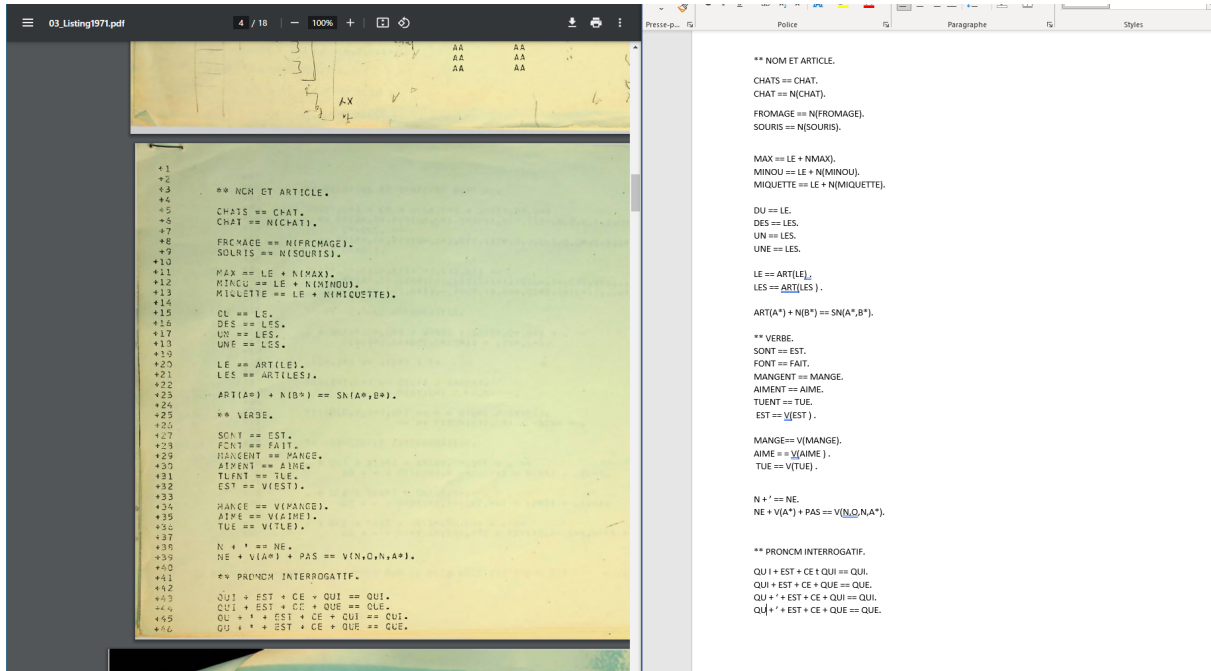 03_Listing1971.pdf
4 / 18
100%
Presse-p...
Police
Paragraphe
Styles
AA AA
AA AA
AA AA
AX
+1
+2
+3 ** NOM ET ARTICLE.
+4
+5 CHATS == CHAT.
+6 CHAT == N(CHAT).
+7
+8 FROMAGE == N(FROMAGE).
+9 SOURIS == N(SOURIS).
+10
+11 MAX == LE + N(MAX).
+12 MINOU == LE + N(MINOU).
+13 MIQUETTE == LE + N(MIQUETTE).
+14
+15 DU == LE.
+16 DES == LES.
+17 UN == LES.
+18 UNE == LES.
+19
+20 LE == ART(LE).
+21 LES == ART(LES).
+22
+23 ART(A*) + N(B*) == SN(A*,B*).
+24
+25 ** VERBE.
+26
+27 SONT == EST.
+28 FONT == FAIT.
+29 MANGENT == MANGE.
+30 AIMENT == AIME.
+31 TUENT == TUE.
+32 EST == V(EST).
+33
+34 MANGE == V(MANGE).
+35 AIME == V(AIME).
+36 TUE == V(TUE).
+37
+38 N + ' == NE.
+39 NE + V(A*) + PAS == V(N,O,N,A*).
+40
+41 ** PRONOM INTERROGATIF.
+42
+43 QUI + EST + CE + QUI == QUI.
+44 QUI + EST + CE + QUE == QUE.
+45 QU + ' + EST + CE + QUI == QUI.
+46 QU + ' + EST + CE + QUE == QUE.
** NOM ET ARTICLE.
CHATS == CHAT.
CHAT == N(CHAT).
FROMAGE == N(FROMAGE).
SOURIS == N(SOURIS).
MAX == LE + NMAX).
MINOU == LE + N(MINOU).
MIQUETTE == LE + N(MIQUETTE).
DU == LE.
DES == LES.
UN == LES.
UNE == LES.
LE == ART(LE) .
LES == ART(LES ) .
ART(A*) + N(B*) == SN(A*,B*).
** VERBE.
SONT == EST.
FONT == FAIT.
MANGENT == MANGE.
AIMENT == AIME.
TUENT == TUE.
EST == V(EST ) .
MANGE== V(MANGE).
AIME = = V(AIME ) .
TUE == V(TUE) .
N + ' == NE.
NE + V(A*) + PAS == V(N,O,N,A*).
** PRONCM INTERROGATIF.
QU I + EST + CE t QUI == QUI.
QUI + EST + CE + QUE == QUE.
QU + ' + EST + CE + QUI == QUI.
QU + ' + EST + CE + QUE == QUE.